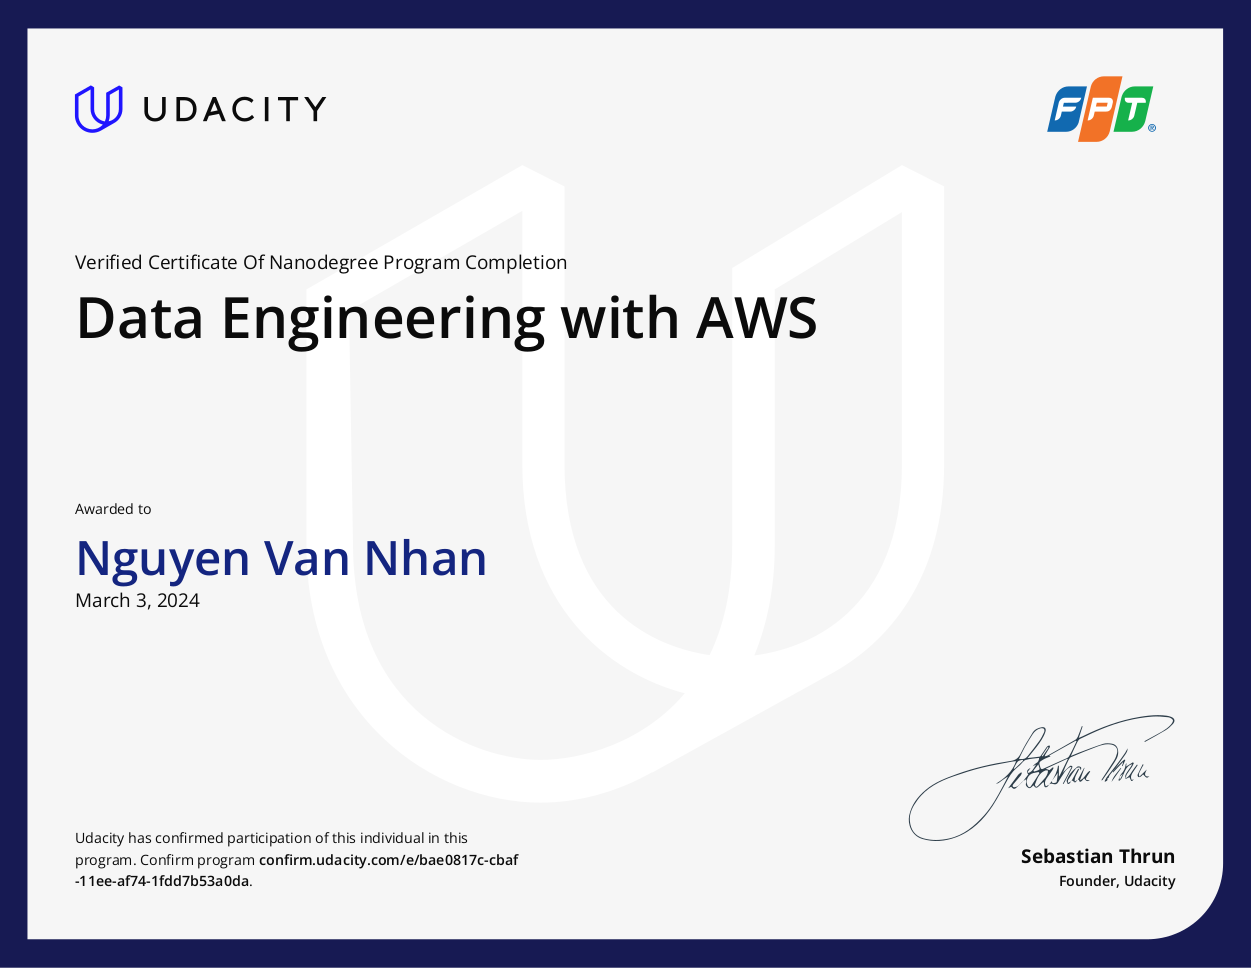 UDACITY
FPT®
Verified Certificate Of Nanodegree Program Completion
Data Engineering with AWS
Awarded to
Nguyen Van Nhan
March 3, 2024
Sebastian Thrun
Udacity has confirmed participation of this individual in this
program. Confirm program confirm.udacity.com/e/bae0817c-cbaf
-11ee-af74-1fdd7b53a0da.
Sebastian Thrun
Founder, Udacity